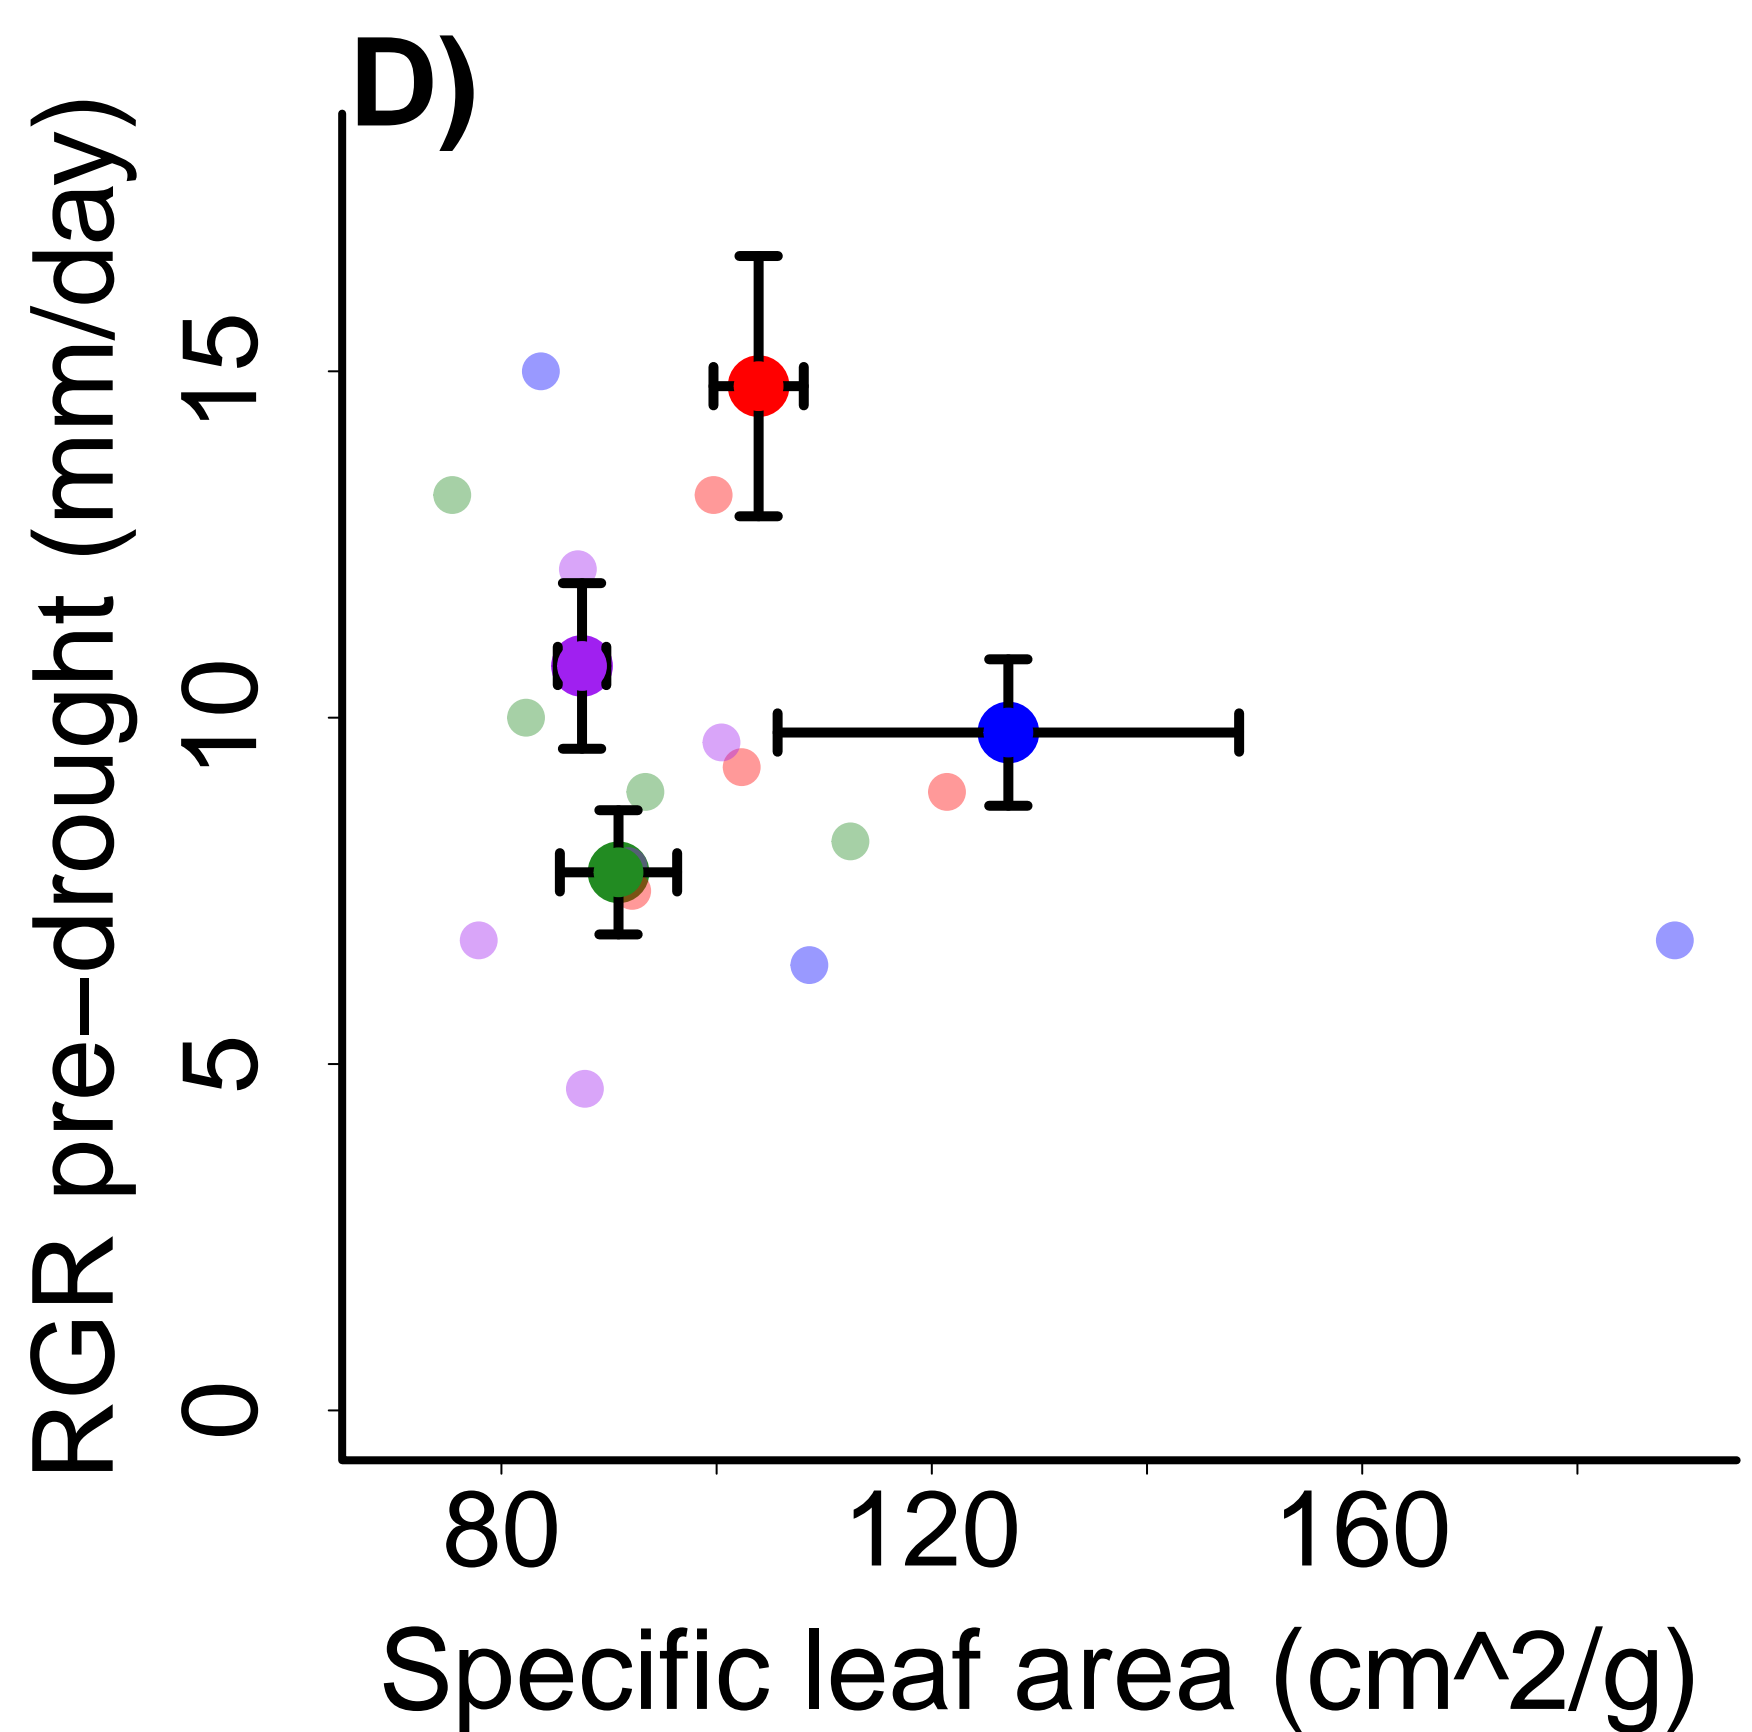 D)
RGR pre−drought (mm/day)
15
10
5
0
80 120 160
Specific leaf area (cm^2/g)